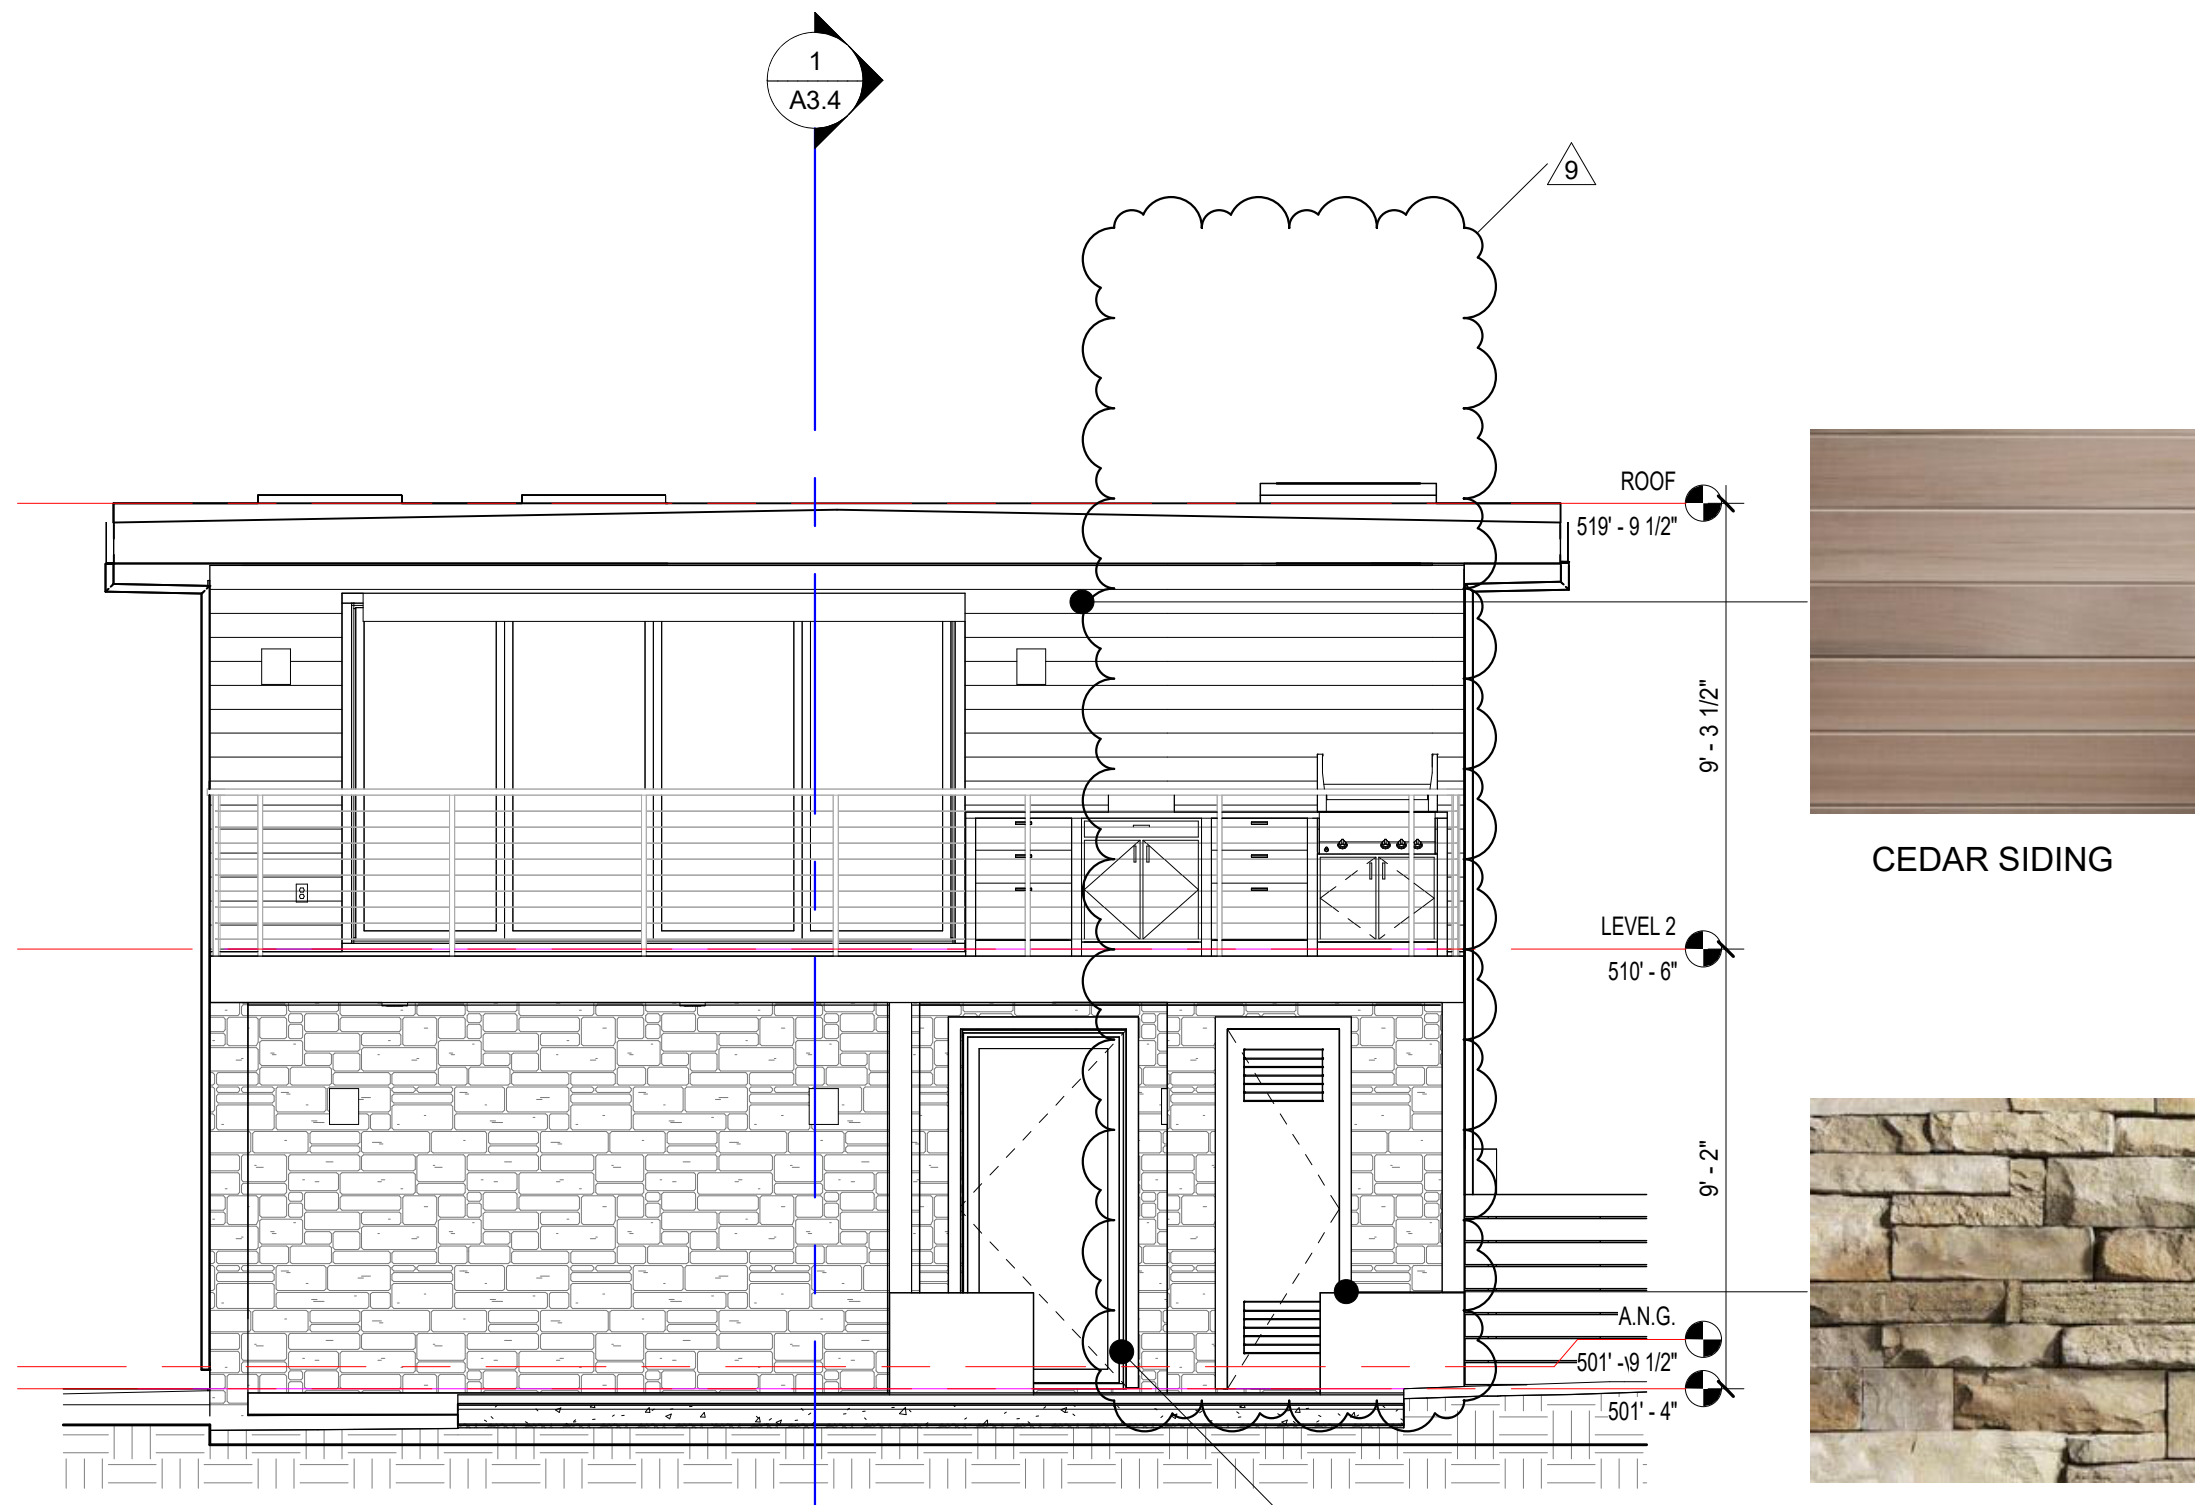 1
A3.4
9
ROOF
519' - 9 1/2"
9' - 3 1/2"
CEDAR SIDING
LEVEL 2
510' - 6"
9' - 2"
A.N.G.
501' - 9 1/2"
501' - 4"